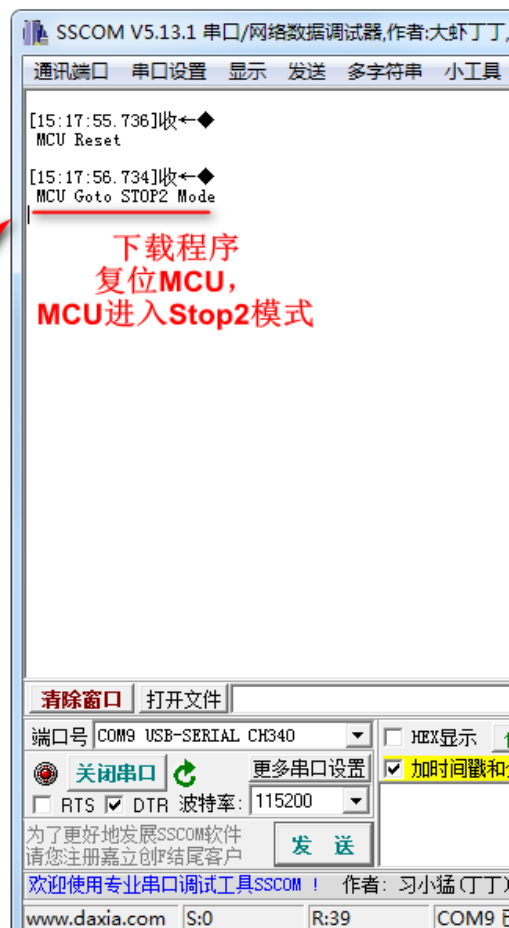 SSCOM V5.13.1 串口/网络数据调试器,作者:大虾丁丁,
通讯端口 串口设置 显示 发送 多字符串 小工具
[15:17:55.736]收←◆
MCU Reset
[15:17:56.734]收←◆
MCU Goto STOP2 Mode
下载程序
复位MCU，
MCU进入Stop2模式
清除窗口 打开文件
端口号 COM9 USB-SERIAL CH340 HEX显示
关闭串口 更多串口设置 加时间戳和
RTS DTR 波特率: 115200
为了更好地发展SSCOM软件
请您注册嘉立创F结尾客户
发 送
欢迎使用专业串口调试工具SSCOM ! 作者: 习小猛(丁丁)
www.daxia.com S:0 R:39 COM9